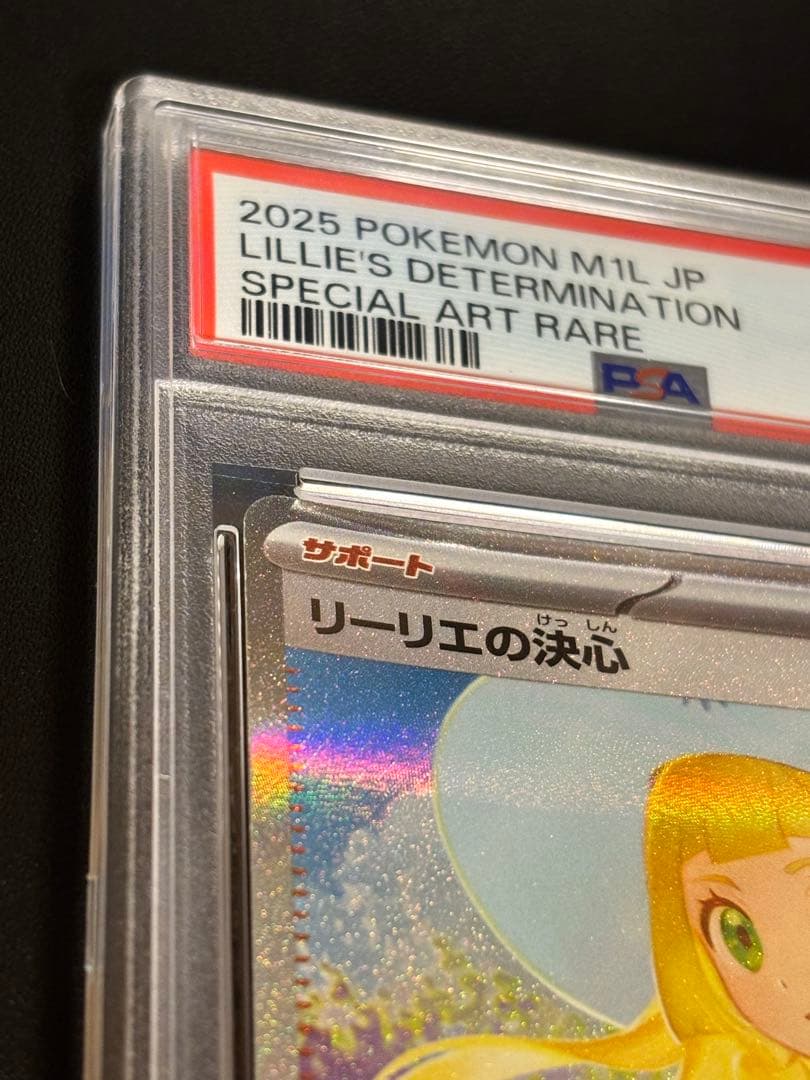 2025 POKEMON M1L JP
LILLIE'S DETERMINATION
SPECIAL ART RARE
PSA
サポート
けっしん
リーリエの決心